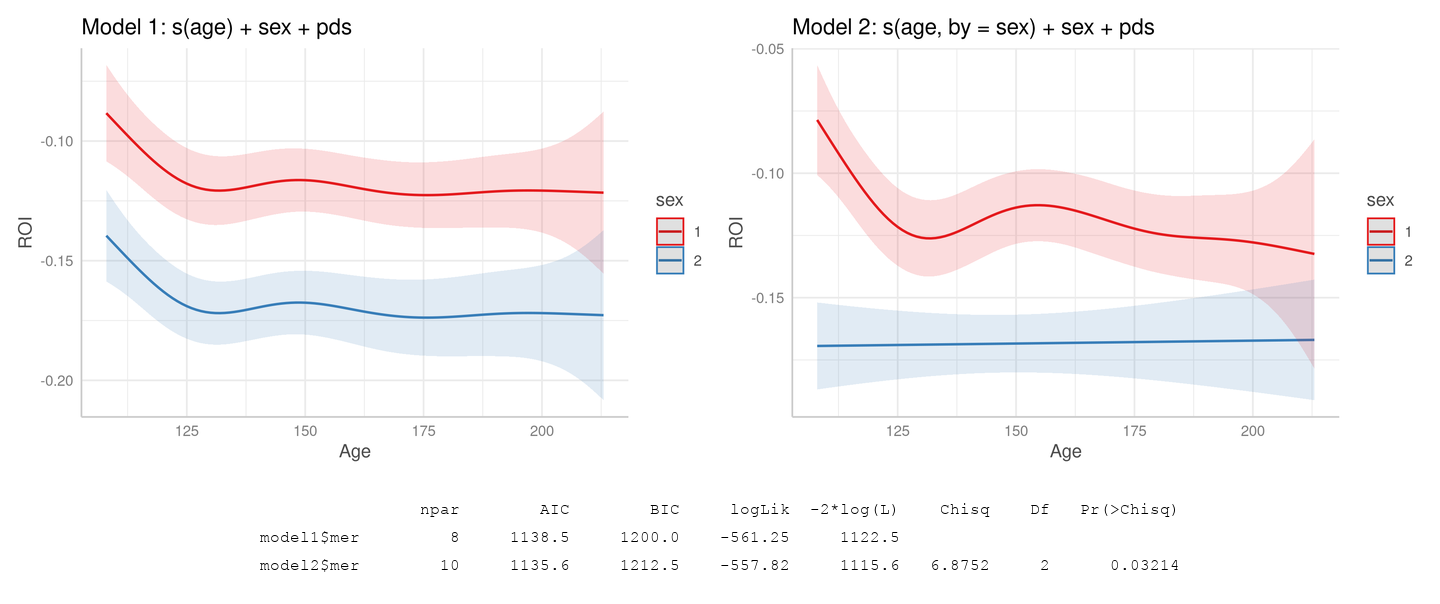 Model 1: s(age) + sex + pds
ROI
-0.10
-0.15
-0.20
125 150 175 200
Age
sex
1
2
Model 2: s(age, by = sex) + sex + pds
ROI
-0.05
-0.10
-0.15
125 150 175 200
Age
sex
1
2
npar AIC BIC logLik -2*log(L) Chisq Df Pr(>Chisq)
model1$mer 8 1138.5 1200.0 -561.25 1122.5
model2$mer 10 1135.6 1212.5 -557.82 1115.6 6.8752 2 0.03214